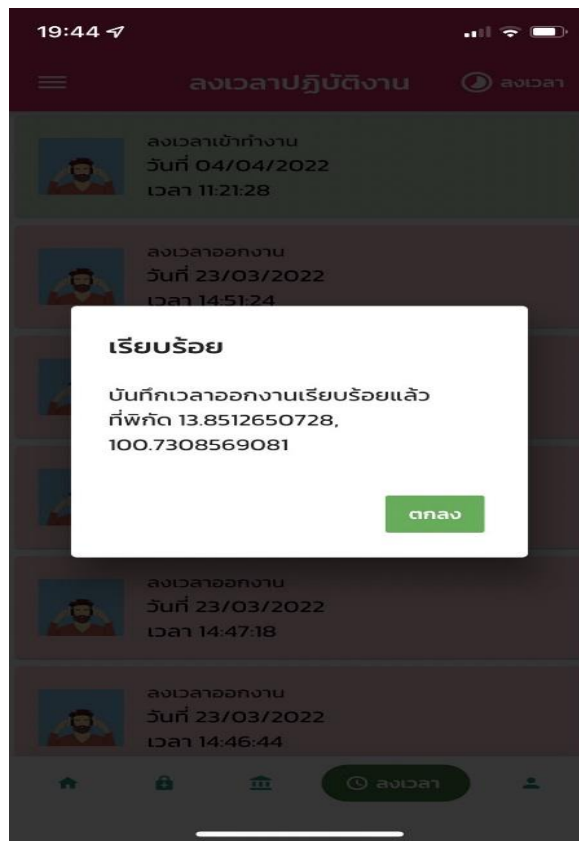 19:44
ลงเวลาปฏิบัติงาน
ลงเวลา
ลงเวลาเข้าทำงาน
วันที่ 04/04/2022
เวลา 11:21:28
ลงเวลาออกงาน
วันที่ 23/03/2022
เวลา 14:51:24
เรียบร้อย
บันทึกเวลาออกงานเรียบร้อยแล้ว
ที่พิกัด 13.8512650728,
100.7308569081
ตกลง
ลงเวลาออกงาน
วันที่ 23/03/2022
เวลา 14:47:18
ลงเวลาออกงาน
วันที่ 23/03/2022
เวลา 14:46:44
ลงเวลา